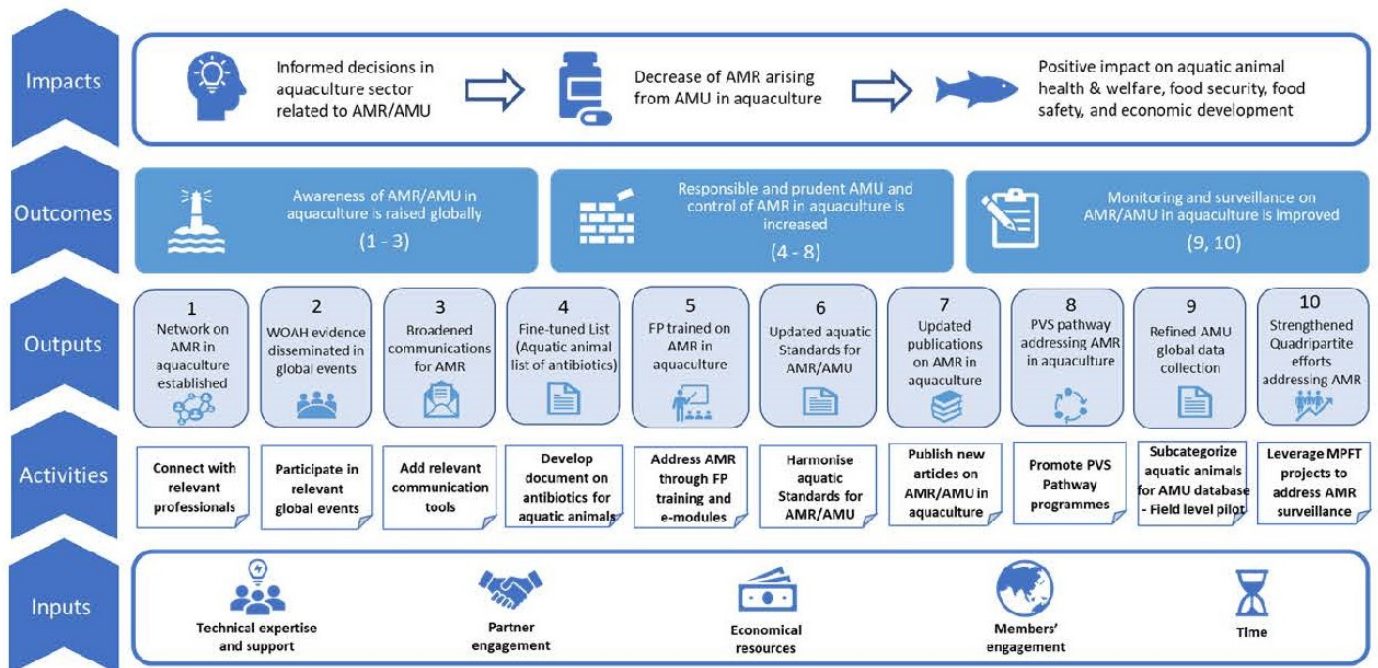 Impacts
Informed decisions in
aquaculture sector
related to AMR/AMU
Decrease of AMR arising
from AMU in aquaculture
Positive impact on aquatic animal
health & welfare, food security, food
safety, and economic development
Outcomes
Awareness of AMR/AMU in
aquaculture is raised globally
(1 - 3)
Responsible and prudent AMU and
control of AMR in aquaculture is
increased
(4 - 8)
Monitoring and surveillance on
AMR/AMU in aquaculture is improved
(9, 10)
Outputs
1
Network on
AMR in
aquaculture
established
2
WOAH evidence
disseminated in
global events
3
Broadened
communications
for AMR
4
Fine-tuned List
(Aquatic animal
list of antibiotics)
5
FP trained on
AMR in
aquaculture
6
Updated aquatic
Standards for
AMR/AMU
7
Updated
publications
on AMR in
aquaculture
8
PVS pathway
addressing AMR
in aquaculture
9
Refined AMU
global data
collection
10
Strengthened
Quadripartite
efforts
addressing AMR
Activities
Connect with
relevant
professionals
Participate in
relevant
global events
Add relevant
communication
tools
Develop
document on
antibiotics for
aquatic animals
Address AMR
through FP
training and
e-modules
Harmonise
aquatic
Standards for
AMR/AMU
Publish new
articles on
AMR/AMU in
aquaculture
Promote PVS
Pathway
programmes
Subcategorize
aquatic animals
for AMU database
- Field level pilot
Leverage MPFT
projects to
address AMR
surveillance
Inputs
Technical expertise
and support
Partner
engagement
Economical
resources
Members'
engagement
Time